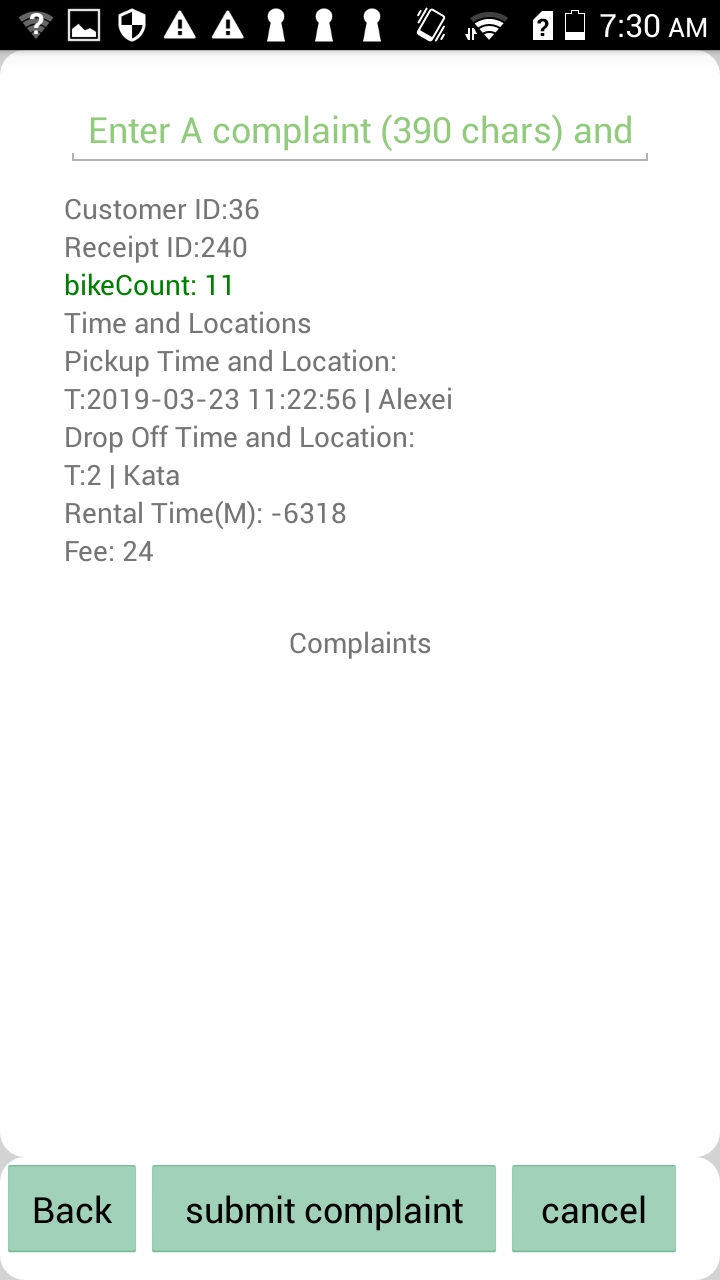 7:30 AM
Enter A complaint (390 chars) and
Customer ID:36
Receipt ID:240
bikeCount: 11
Time and Locations
Pickup Time and Location:
T:2019-03-23 11:22:56 | Alexei
Drop Off Time and Location:
T:2 | Kata
Rental Time(M): -6318
Fee: 24
Complaints
Back
submit complaint
cancel